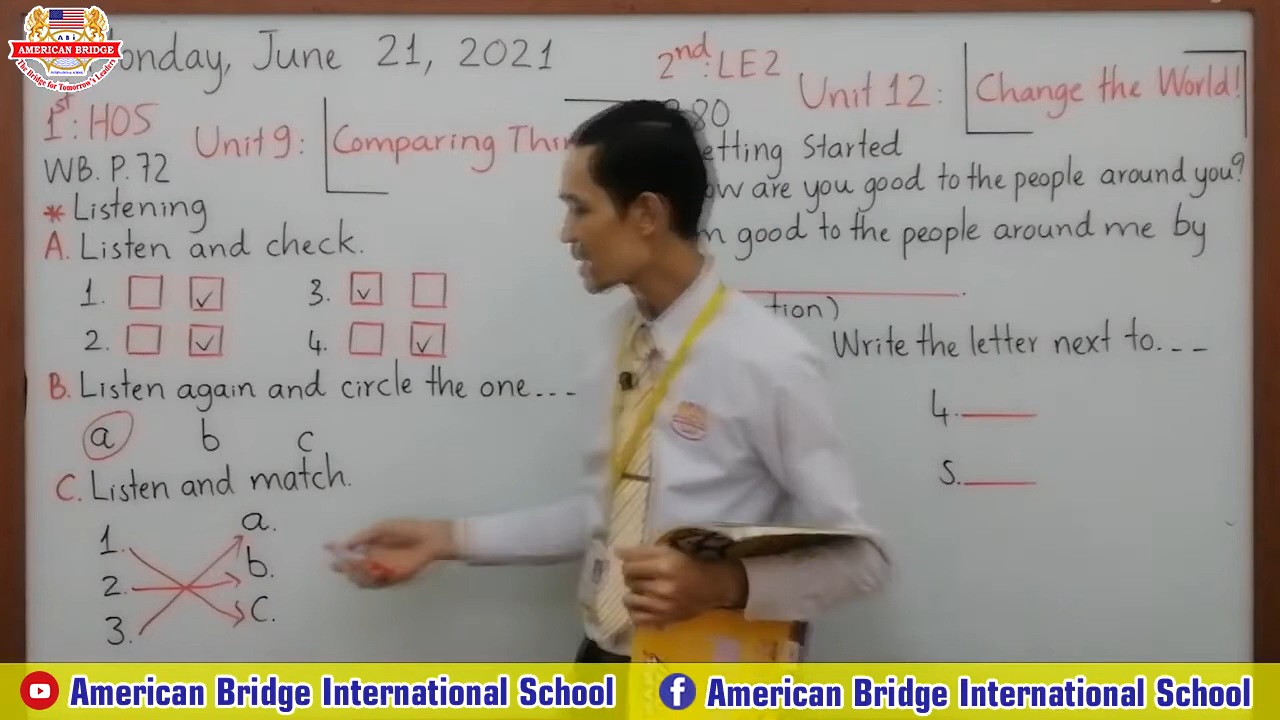 AMERICAN BRIDGE
The Bridge for Tomorrow's Leaders
Monday, June 21, 2021
1st: HOS
Unit 9: Comparing
WB. P. 72
* Listening
A. Listen and check.
1. ✓ 3. ✓
2. ✓ 4. ✓
B. Listen again and circle the one...
a b c
C. Listen and match.
1. a.
2. b.
3. c.
2nd: LE2
Unit 12: Change the World!
80
etting Started
ow are you good to the people around you?
m good to the people around me by
tion)
Write the letter next to...
4.
5.
American Bridge International School
American Bridge International School